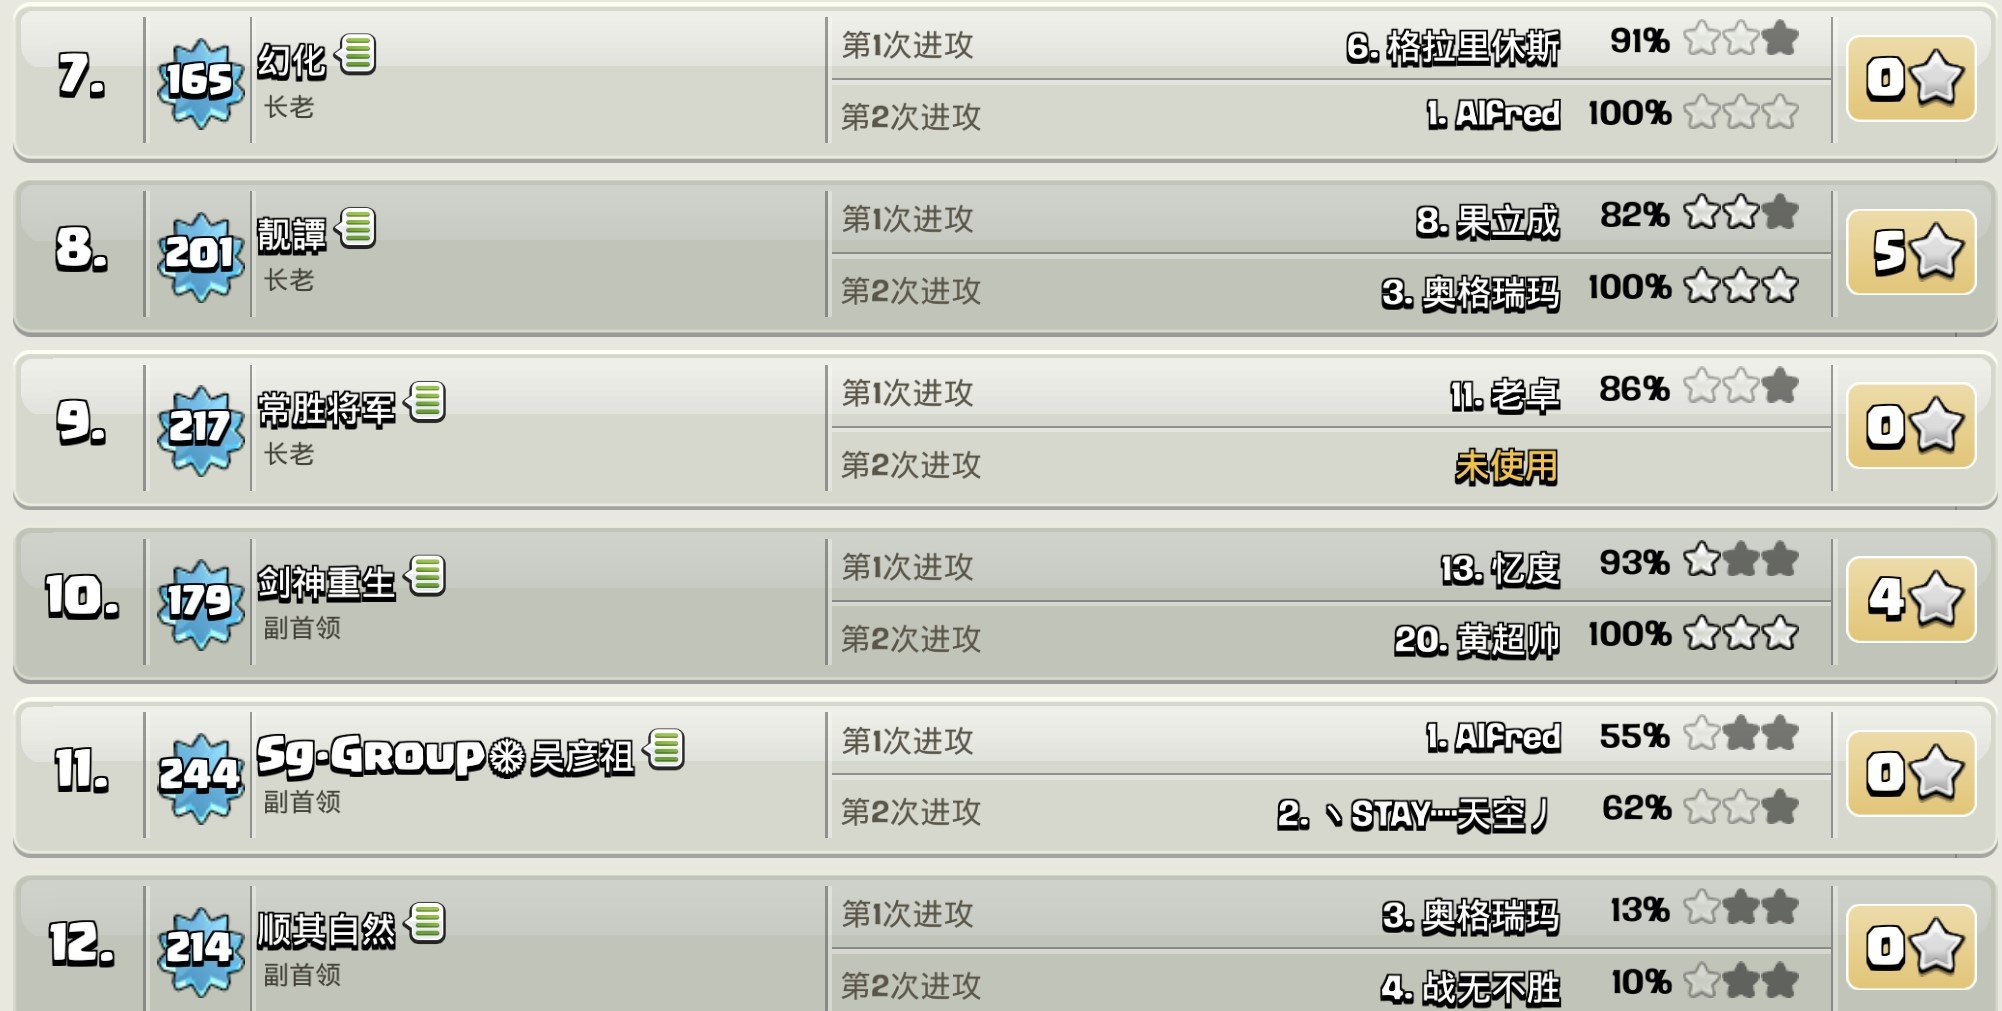 7. 165 幻化 第1次进攻 6. 格拉里休斯 91% 0
长老 第2次进攻 1. Alfred 100%
8. 201 靓譚 第1次进攻 8. 果立成 82% 5
长老 第2次进攻 3. 奥格瑞玛 100%
9. 217 常胜将军 第1次进攻 11. 老卓 86% 0
长老 第2次进攻 未使用
10. 179 剑神重生 第1次进攻 13. 忆度 93% 4
副首领 第2次进攻 20. 黄超帅 100%
11. 244 Sg·Group❄吴彦祖 第1次进攻 1. Alfred 55% 0
副首领 第2次进攻 2. 丶STAY┈天空丿 62%
12. 214 顺其自然 第1次进攻 3. 奥格瑞玛 13% 0
副首领 第2次进攻 4. 战无不胜 10%